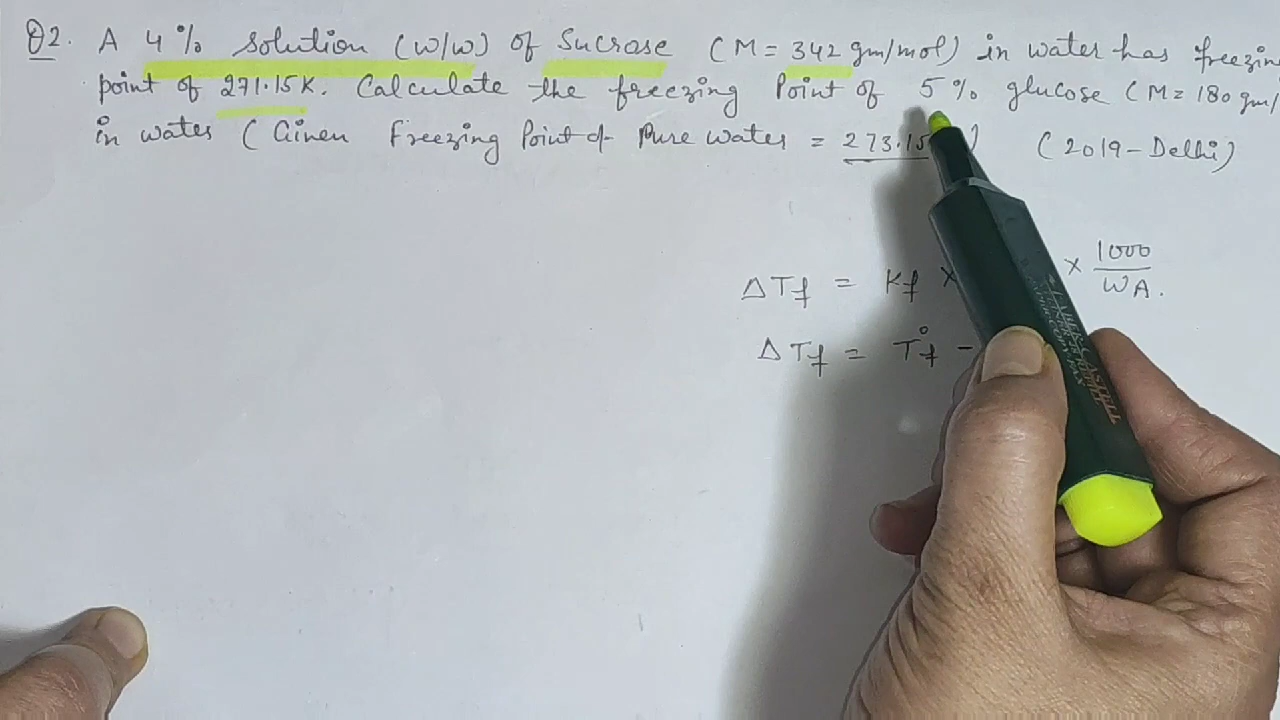 Q2. A 4% solution (w/w) of Sucrose (M = 342 gm/mol) in water has freezin
point of 271.15K. Calculate the freezing Point of 5% glucose (M = 180 gm/
in water (Given Freezing Point of Pure Water = 273.15 ) (2019-Delhi)
ΔTf = Kf × × 1000/WA.
ΔTf = T°f -